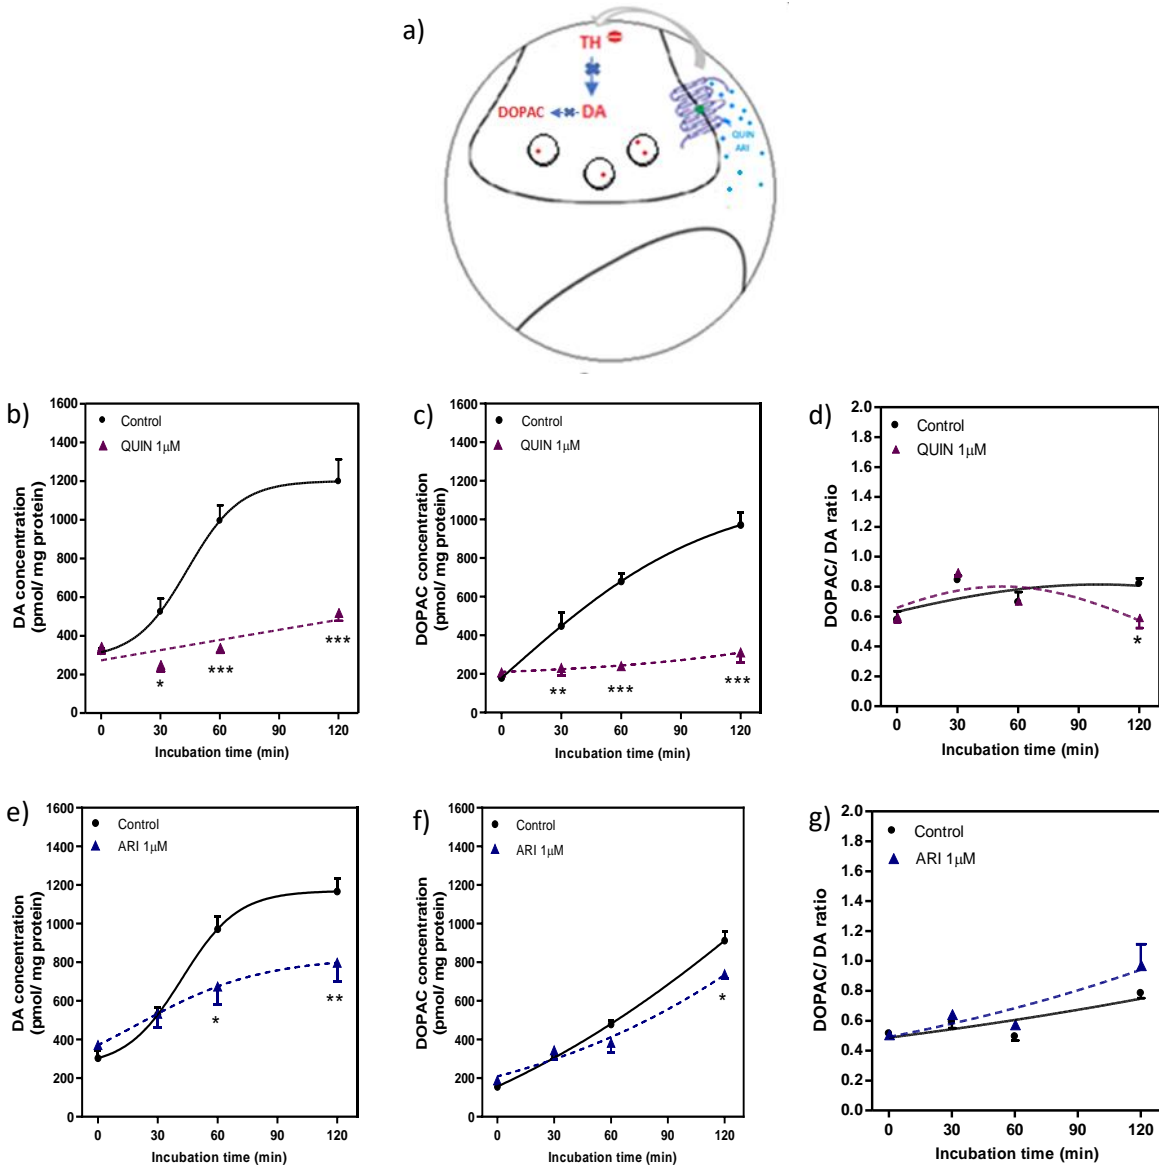 a)
TH
DOPAC
DA
QUIN
ARI
b)
1600
1400
1200
1000
800
600
400
200
0
DA concentration
(pmol/ mg protein)
Control
QUIN 1μM
*
***
***
0 30 60 90 120
Incubation time (min)
c)
1600
1400
1200
1000
800
600
400
200
0
DOPAC concentration
(pmol/ mg protein)
Control
QUIN 1μM
**
***
***
0 30 60 90 120
Incubation time (min)
d)
2.0
1.8
1.6
1.4
1.2
1.0
0.8
0.6
0.4
0.2
0.0
DOPAC/ DA ratio
Control
QUIN 1μM
*
0 30 60 90 120
Incubation time (min)
e)
1600
1400
1200
1000
800
600
400
200
0
DA concentration
(pmol/ mg protein)
Control
ARI 1μM
*
**
0 30 60 90 120
Incubation time (min)
f)
1600
1400
1200
1000
800
600
400
200
0
DOPAC concentration
(pmol/ mg protein)
Control
ARI 1μM
*
0 30 60 90 120
Incubation time (min)
g)
2.0
1.8
1.6
1.4
1.2
1.0
0.8
0.6
0.4
0.2
0.0
DOPAC/ DA ratio
Control
ARI 1μM
0 30 60 90 120
Incubation time (min)